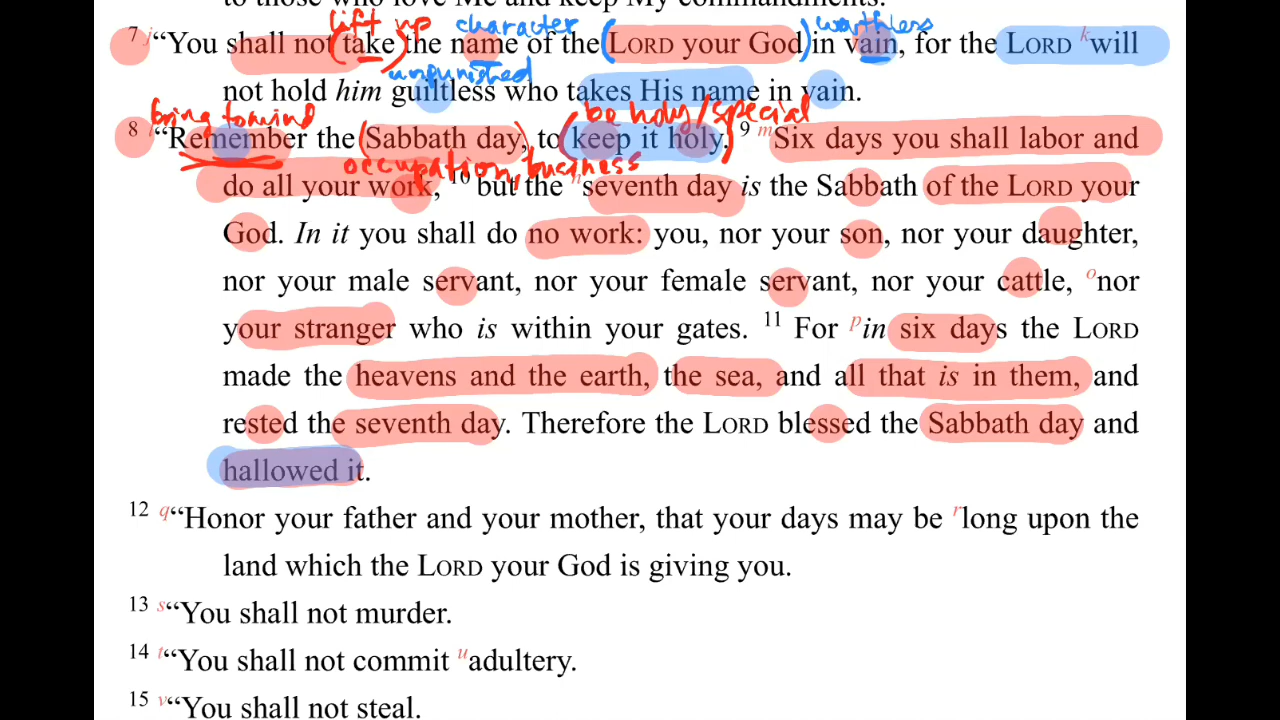 to those who love Me and keep My commandments.
lift up character worthless
7 j “You shall not (take) the name of the (LORD your God) in vain, for the LORD k will
unpunished
not hold him guiltless who takes His name in vain.
bring to mind be holy/special
8 l “Remember the (Sabbath day), to (keep it holy.) 9 m Six days you shall labor and
occupation, business
do all your work, 10 but the n seventh day is the Sabbath of the LORD your
God. In it you shall do no work: you, nor your son, nor your daughter,
nor your male servant, nor your female servant, nor your cattle, o nor
your stranger who is within your gates. 11 For p in six days the LORD
made the heavens and the earth, the sea, and all that is in them, and
rested the seventh day. Therefore the LORD blessed the Sabbath day and
hallowed it.
12 q “Honor your father and your mother, that your days may be r long upon the
land which the LORD your God is giving you.
13 s “You shall not murder.
14 t “You shall not commit u adultery.
15 v “You shall not steal.